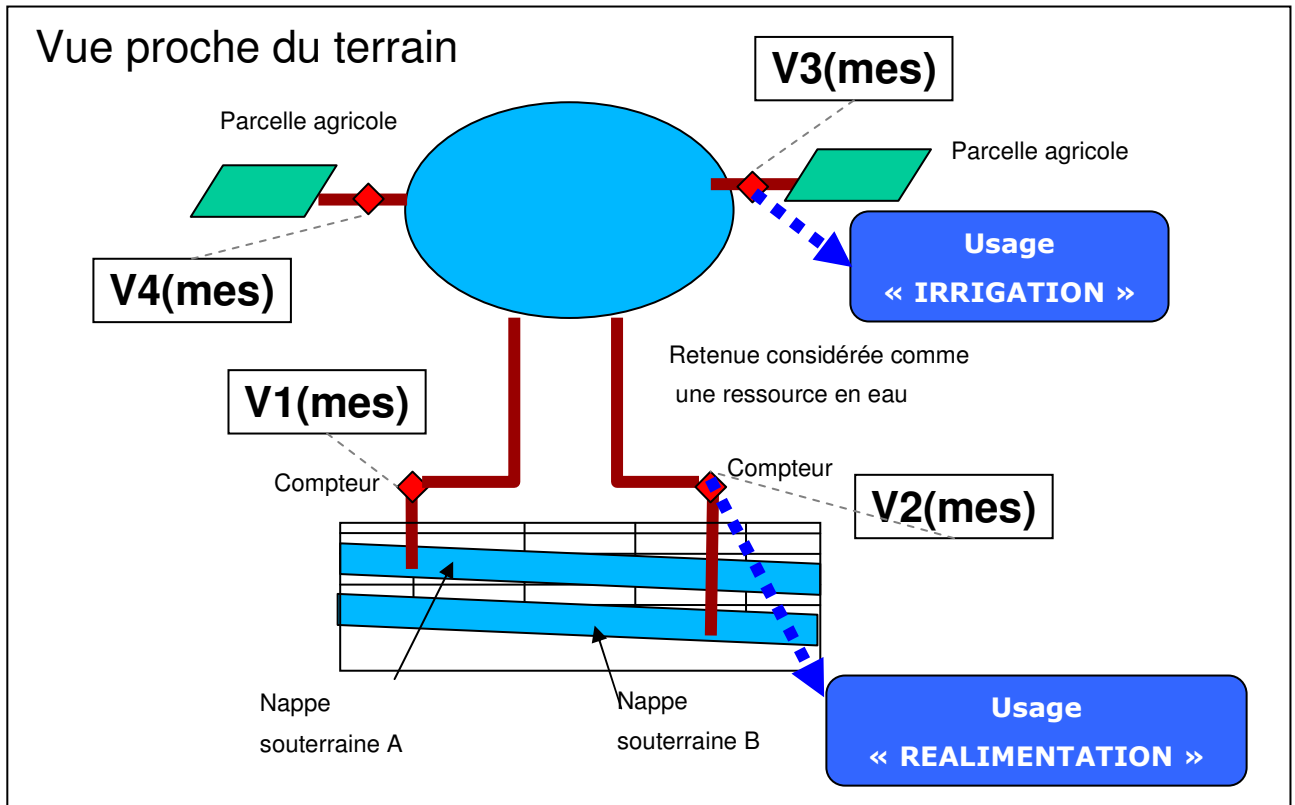 Vue proche du terrain
V3(mes)
Parcelle agricole
Parcelle agricole
Usage
« IRRIGATION »
V4(mes)
Retenue considérée comme
une ressource en eau
V1(mes)
Compteur
Compteur
V2(mes)
Nappe
souterraine A
Nappe
souterraine B
Usage
« REALIMENTATION »